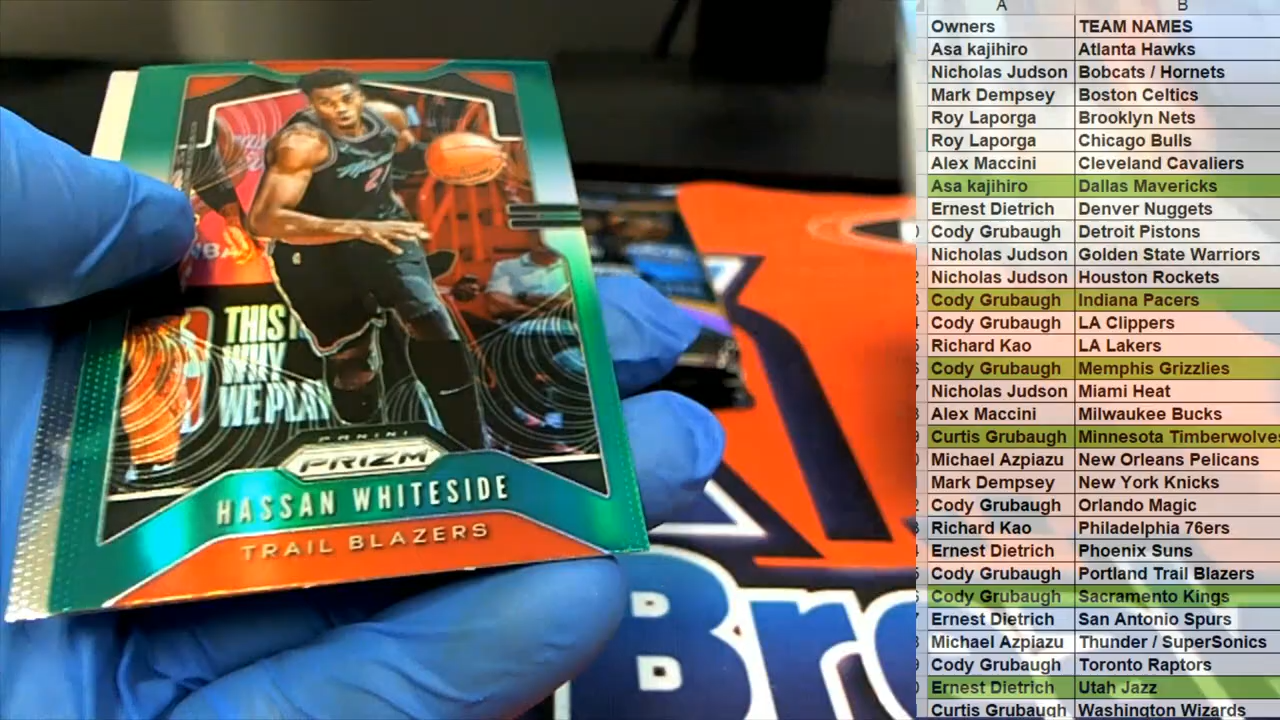 THIS IS
WHY
WE PLAY
21
PANINI
PRIZM
HASSAN WHITESIDE
TRAIL BLAZERS
Bro
A B
Owners TEAM NAMES
Asa kajihiro Atlanta Hawks
Nicholas Judson Bobcats / Hornets
Mark Dempsey Boston Celtics
Roy Laporga Brooklyn Nets
Roy Laporga Chicago Bulls
Alex Maccini Cleveland Cavaliers
Asa kajihiro Dallas Mavericks
Ernest Dietrich Denver Nuggets
Cody Grubaugh Detroit Pistons
Nicholas Judson Golden State Warriors
Nicholas Judson Houston Rockets
Cody Grubaugh Indiana Pacers
Cody Grubaugh LA Clippers
Richard Kao LA Lakers
Cody Grubaugh Memphis Grizzlies
Nicholas Judson Miami Heat
Alex Maccini Milwaukee Bucks
Curtis Grubaugh Minnesota Timberwolves
Michael Azpiazu New Orleans Pelicans
Mark Dempsey New York Knicks
Cody Grubaugh Orlando Magic
Richard Kao Philadelphia 76ers
Ernest Dietrich Phoenix Suns
Cody Grubaugh Portland Trail Blazers
Cody Grubaugh Sacramento Kings
Ernest Dietrich San Antonio Spurs
Michael Azpiazu Thunder / SuperSonics
Cody Grubaugh Toronto Raptors
Ernest Dietrich Utah Jazz
Curtis Grubaugh Washington Wizards